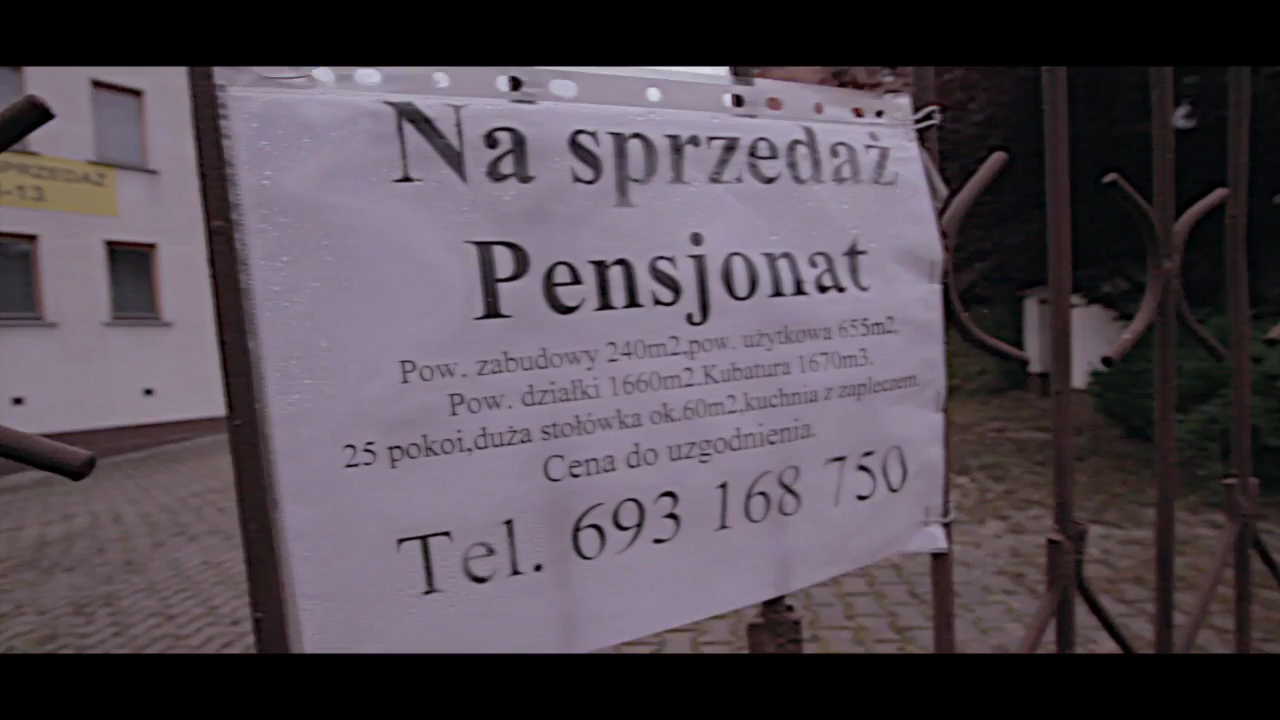 Na sprzedaż
Pensjonat
Pow. zabudowy 240m2,pow. użytkowa 655m2.
Pow. działki 1660m2.Kubatura 1670m3.
25 pokoi,duża stołówka ok.60m2,kuchnia z zapleczem.
Cena do uzgodnienia.
Tel. 693 168 750